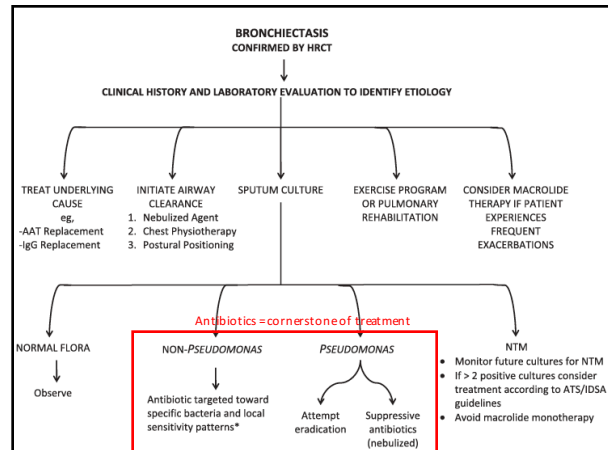 BRONCHIECTASIS
CONFIRMED BY HRCT
CLINICAL HISTORY AND LABORATORY EVALUATION TO IDENTIFY ETIOLOGY
TREAT UNDERLYING
CAUSE
eg,
-AAT Replacement
-IgG Replacement
INITIATE AIRWAY
CLEARANCE
1. Nebulized Agent
2. Chest Physiotherapy
3. Postural Positioning
SPUTUM CULTURE
EXERCISE PROGRAM
OR PULMONARY
REHABILITATION
CONSIDER MACROLIDE
THERAPY IF PATIENT
EXPERIENCES
FREQUENT
EXACERBATIONS
Antibiotics = cornerstone of treatment
NORMAL FLORA
Observe
NON-PSEUDOMONAS
Antibiotic targeted toward
specific bacteria and local
sensitivity patterns*
PSEUDOMONAS
Attempt
eradication
Suppressive
antibiotics
(nebulized)
NTM
• Monitor future cultures for NTM
• If > 2 positive cultures consider
treatment according to ATS/IDSA
guidelines
• Avoid macrolide monotherapy